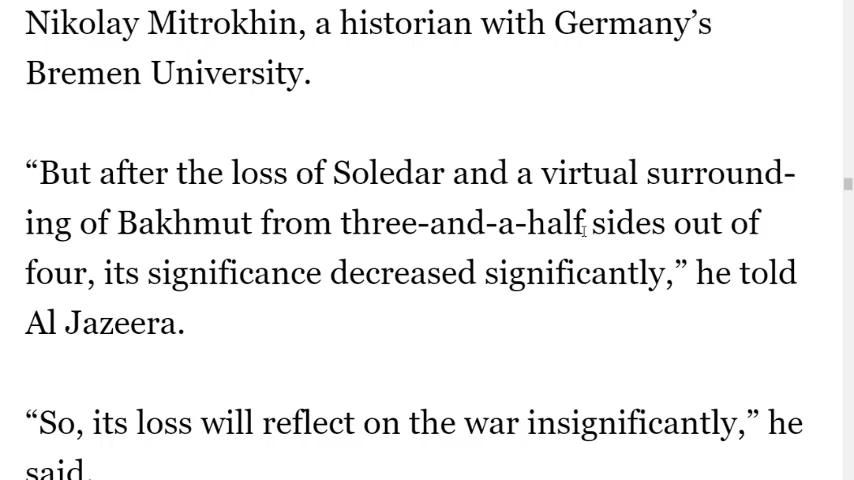 Nikolay Mitrokhin, a historian with Germany’s
Bremen University.
“But after the loss of Soledar and a virtual surround-
ing of Bakhmut from three-and-a-half sides out of
four, its significance decreased significantly,” he told
Al Jazeera.
“So, its loss will reflect on the war insignificantly,” he
said.